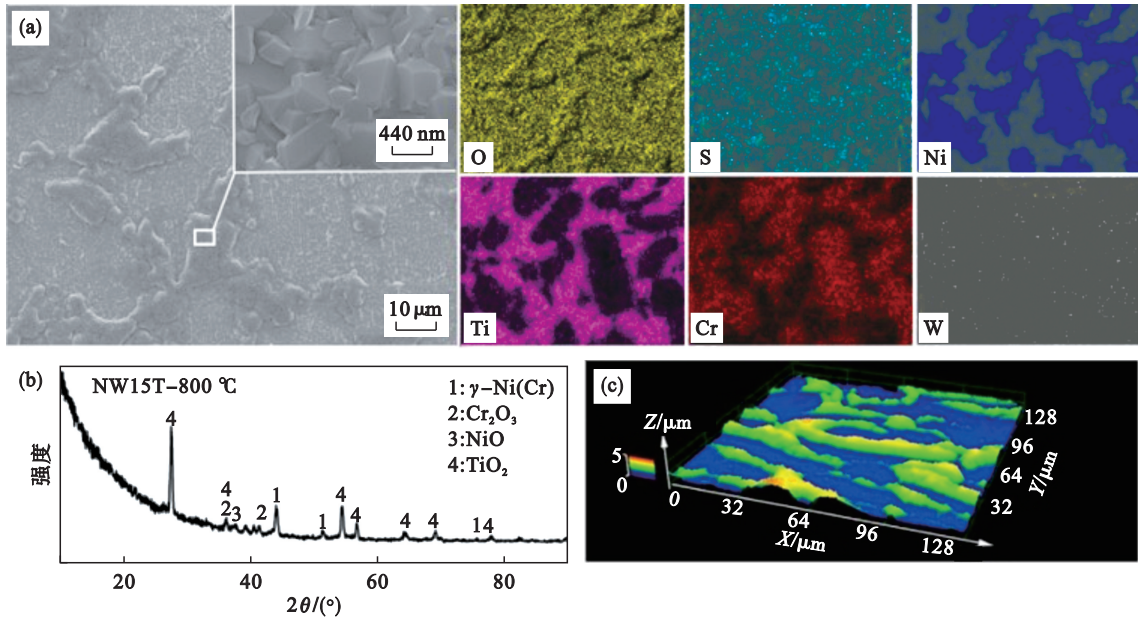 (a)
440 nm
10 μm
O
S
Ni
Ti
Cr
W
(b)
NW15T−800 ℃
1: γ−Ni(Cr)
2:Cr₂O₃
3:NiO
4:TiO₂
强度
4
4
2
3
2
1
1
4
4
4
4
14
20
40
60
80
2θ/(°)
(c)
Z/μm
5
0
0
32
64
96
128
X/μm
128
96
64
32
Y/μm